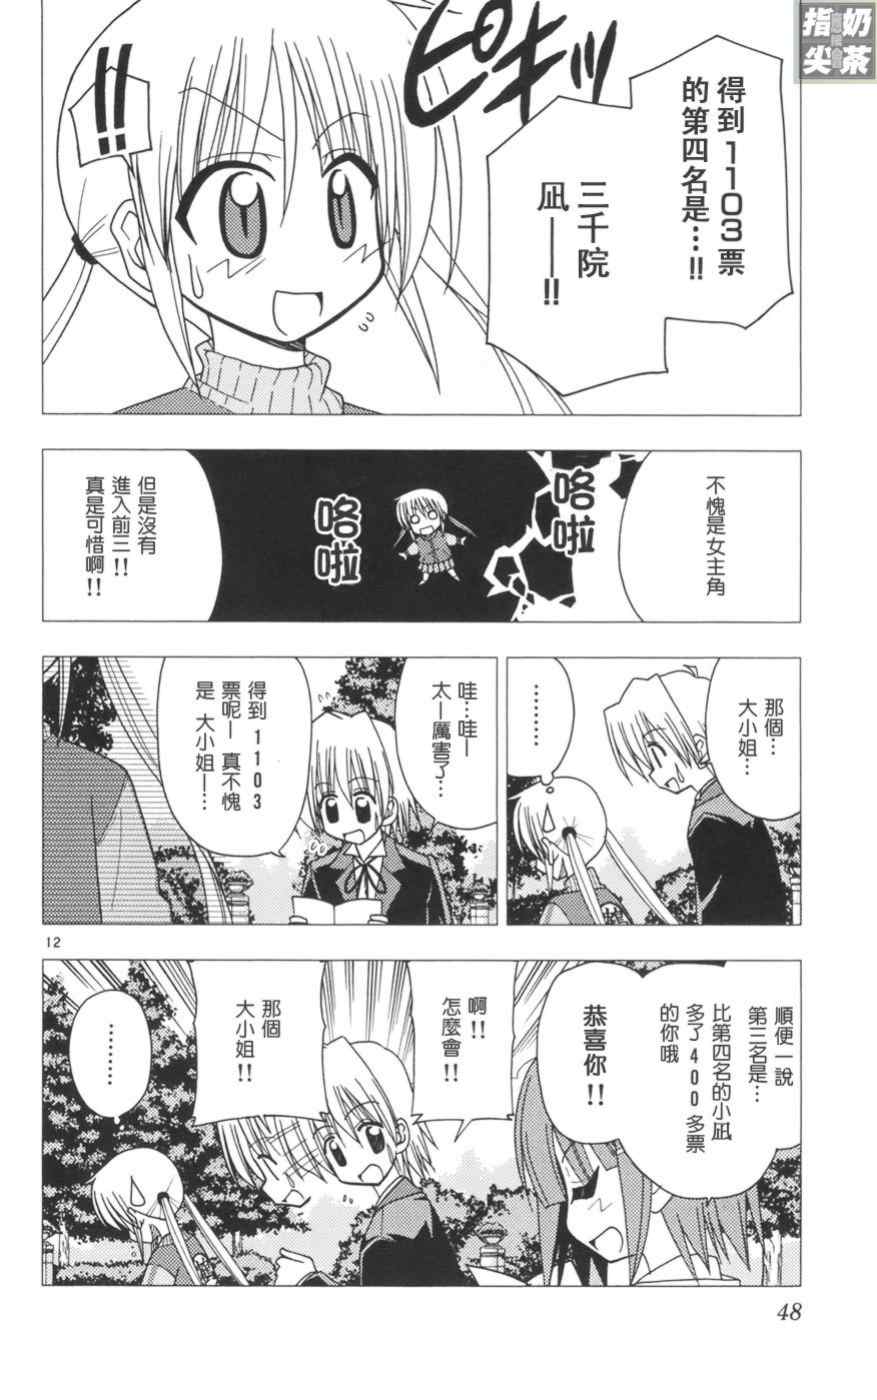 指奶
尖茶
ピキッ
得到1103票
的第四名是…!!
三千院
凪——!!
!!
不愧是女主角
咯啦
咯啦
但是沒有
進入前三!!
真是可惜啊!!
那個…
大小姐…
………
哇…哇—
太—厲害了…
得到1103
票呢— 真不愧
是 大小姐—…
12
順便一說
第三名是…
比第四名的小凪
多了400多票
的你哦
恭喜你!!
啊!!
怎麼會!!
那個
大小姐!!
………
48